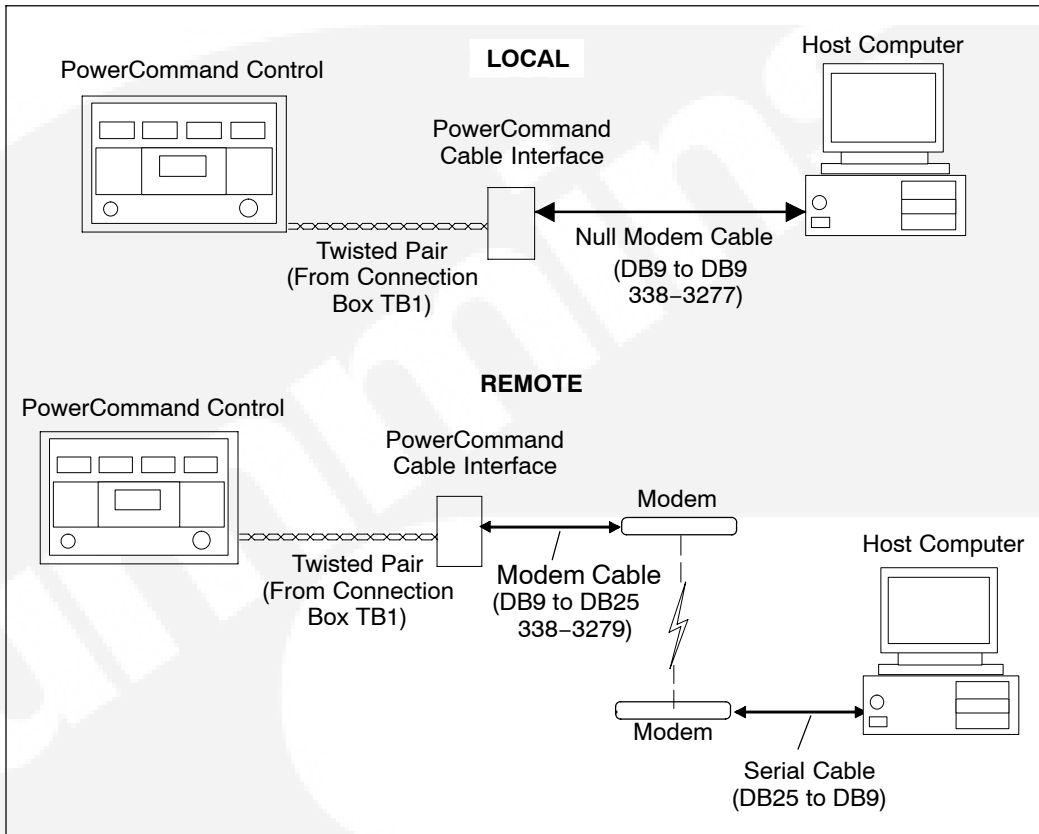 LOCAL
PowerCommand Control
PowerCommand
Cable Interface
Host Computer
Twisted Pair
(From Connection
Box TB1)
Null Modem Cable
(DB9 to DB9
338−3277)
REMOTE
PowerCommand Control
PowerCommand
Cable Interface
Modem
Host Computer
Twisted Pair
(From Connection
Box TB1)
Modem Cable
(DB9 to DB25
338−3279)
Modem
Serial Cable
(DB25 to DB9)